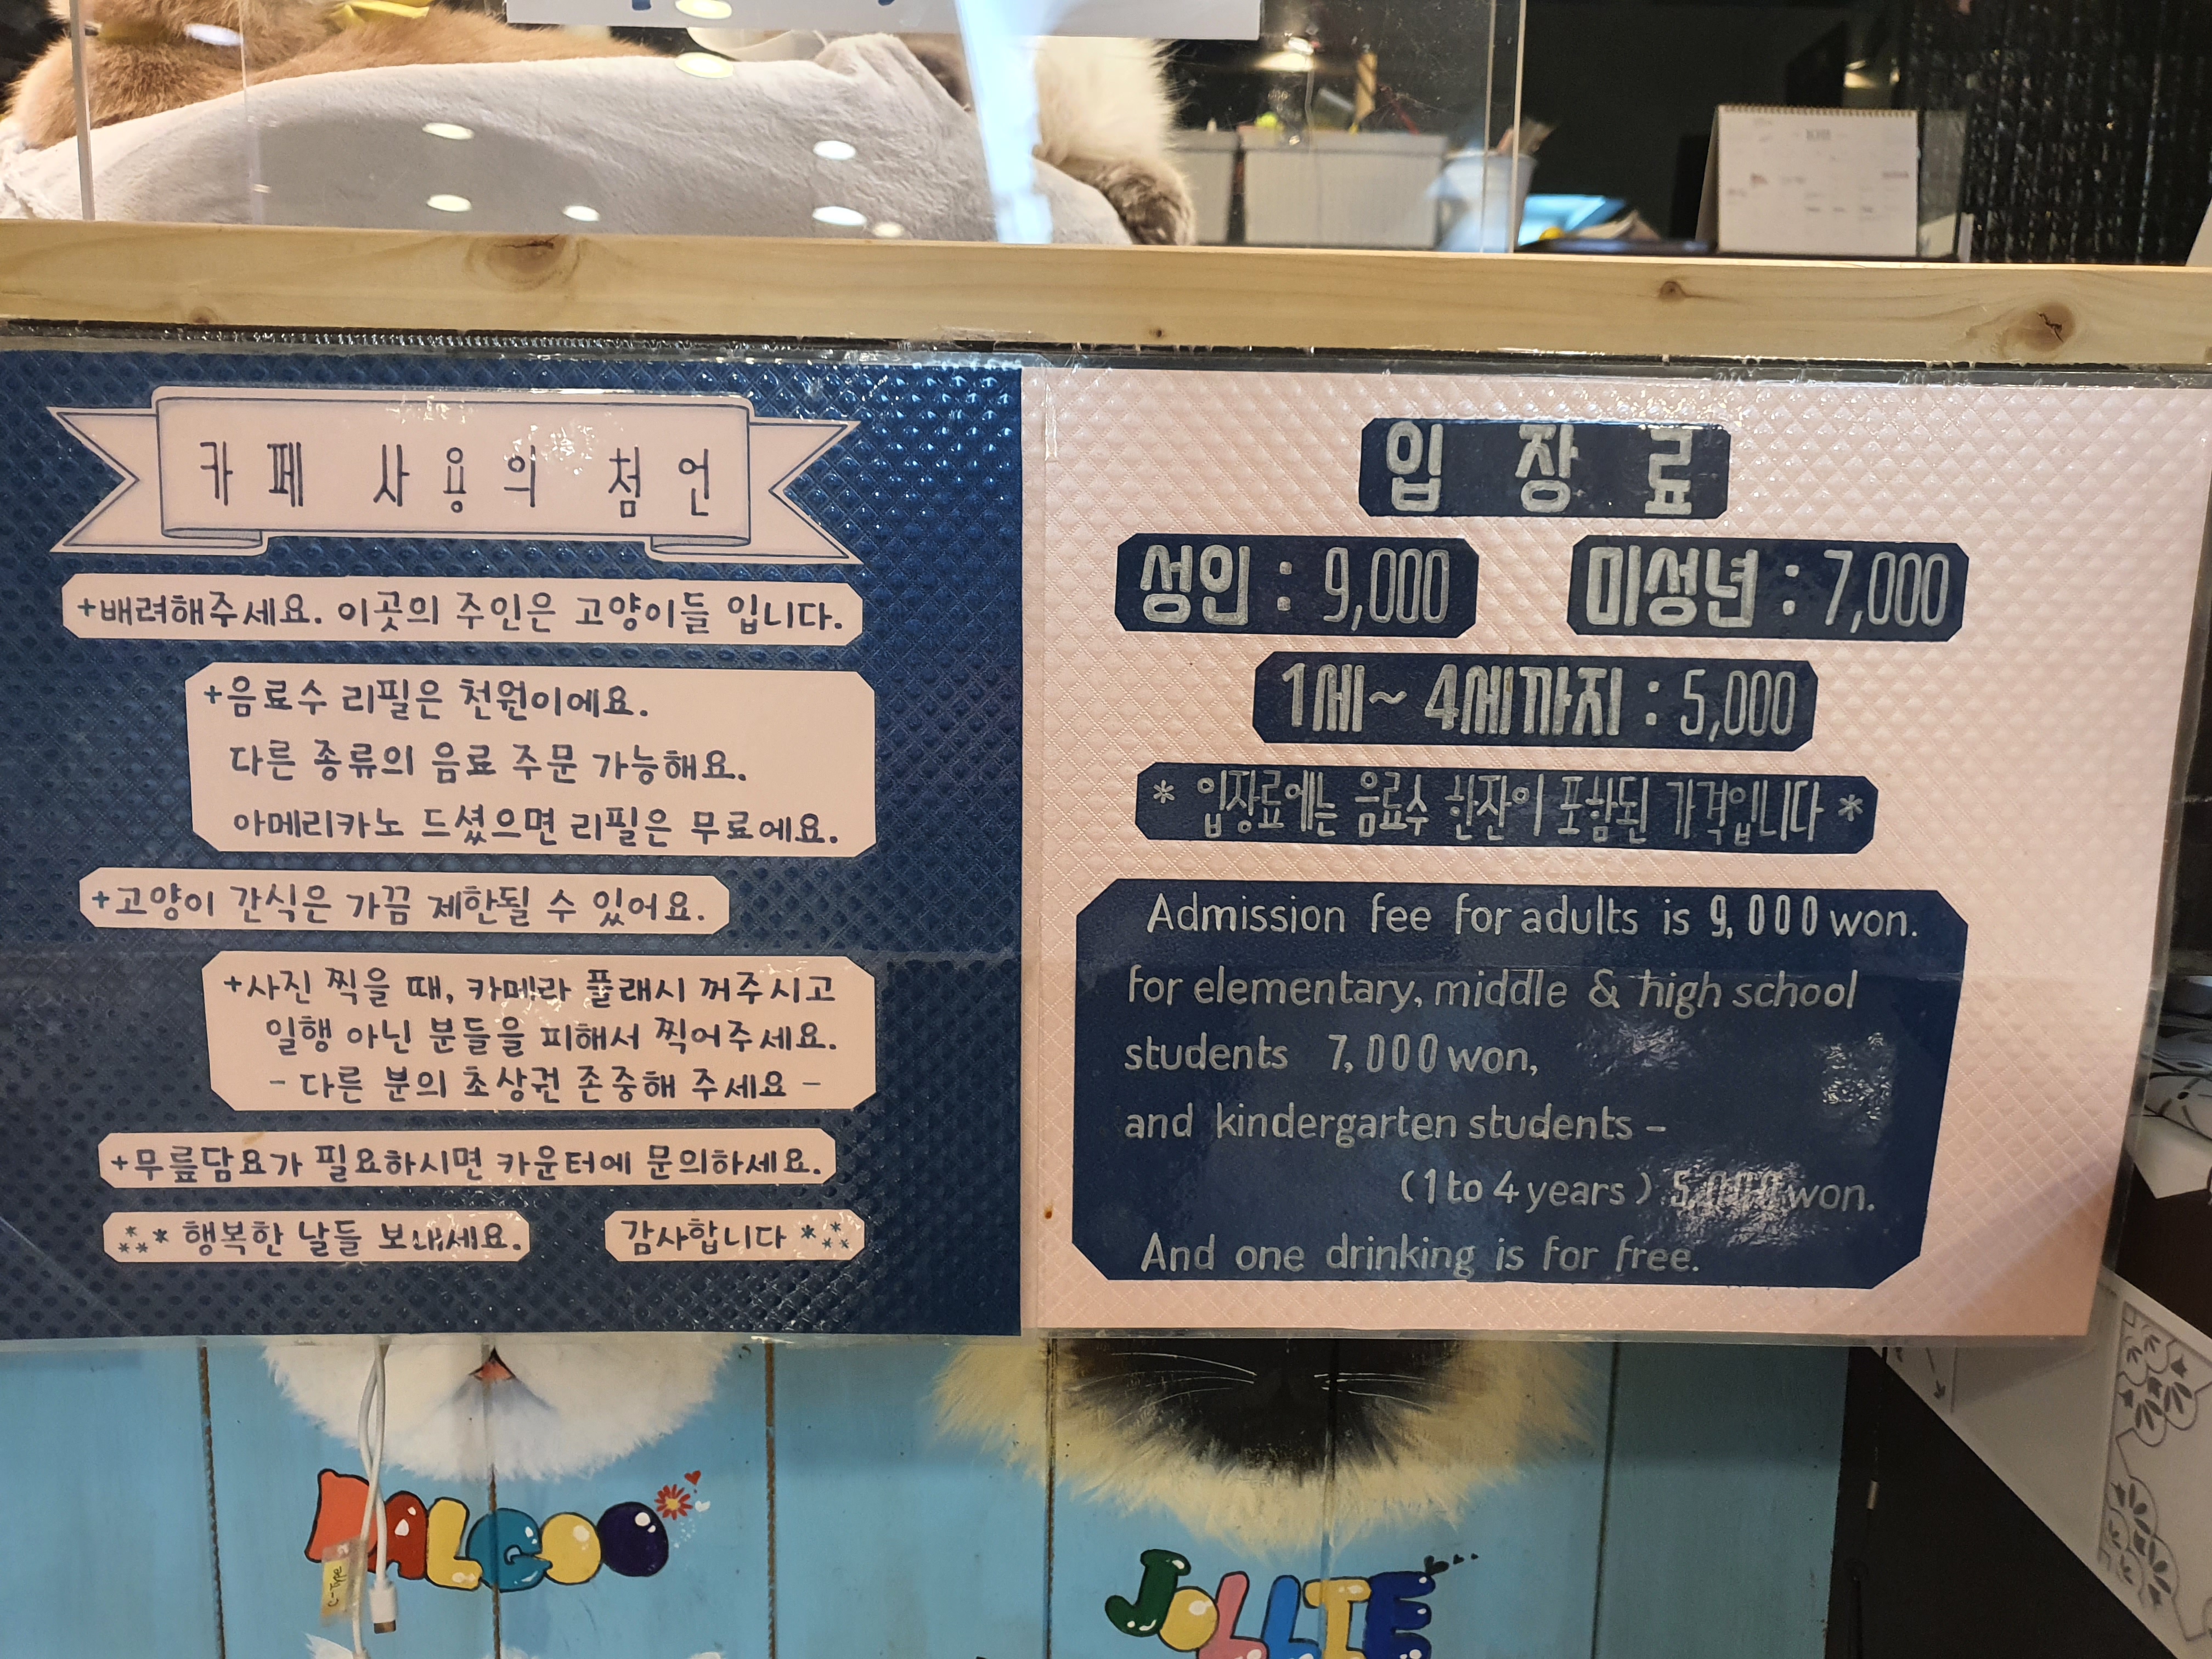 카페 사용의 첨언
+배려해주세요. 이곳의 주인은 고양이들 입니다.
+음료수 리필은 천원이에요.
다른 종류의 음료 주문 가능해요.
아메리카노 드셨으면 리필은 무료에요.
+고양이 간식은 가끔 제한될 수 있어요.
+사진 찍을 때, 카메라 플래시 꺼주시고
일행 아닌 분들을 피해서 찍어주세요.
- 다른 분의 초상권 존중해 주세요 -
+무릎담요가 필요하시면 카운터에 문의하세요.
행복한 날들 보내세요.
감사합니다
입장료
성인 : 9,000
미성년 : 7,000
1세~4세까지 : 5,000
* 입장료에는 음료수 한잔이 포함된 가격입니다 *
Admission fee for adults is 9,000 won.
for elementary, middle & high school
students 7,000 won,
and kindergarten students -
(1 to 4 years) 5,000 won.
And one drinking is for free.
DALGOO
C-Type
JOLLIE